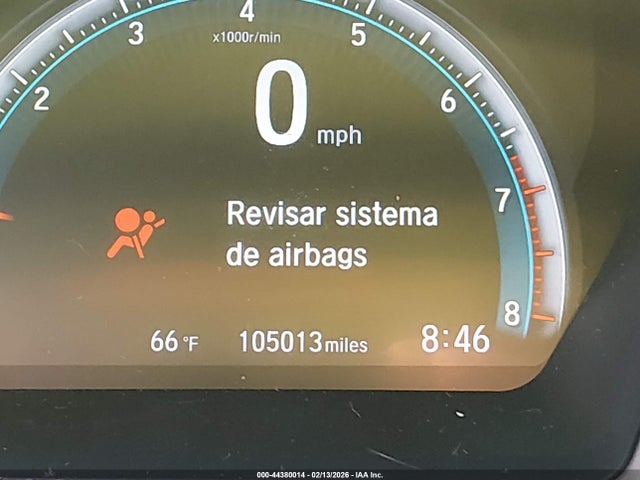 4
3
5
x1000r/min
2
6
0 mph
7
Revisar sistema
de airbags
8
66 °F 105013 miles 8:46
000-44380014 - 02/13/2026 - IAA Inc.